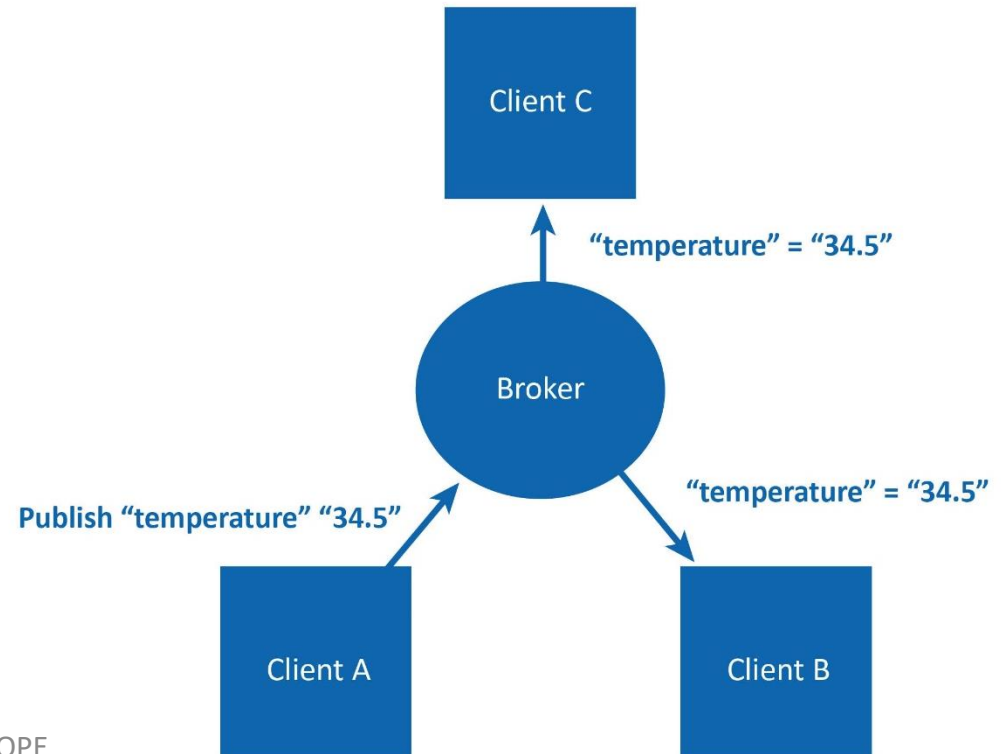 Client C
“temperature” = “34.5”
Broker
“temperature” = “34.5”
Publish “temperature” “34.5”
Client A
Client B